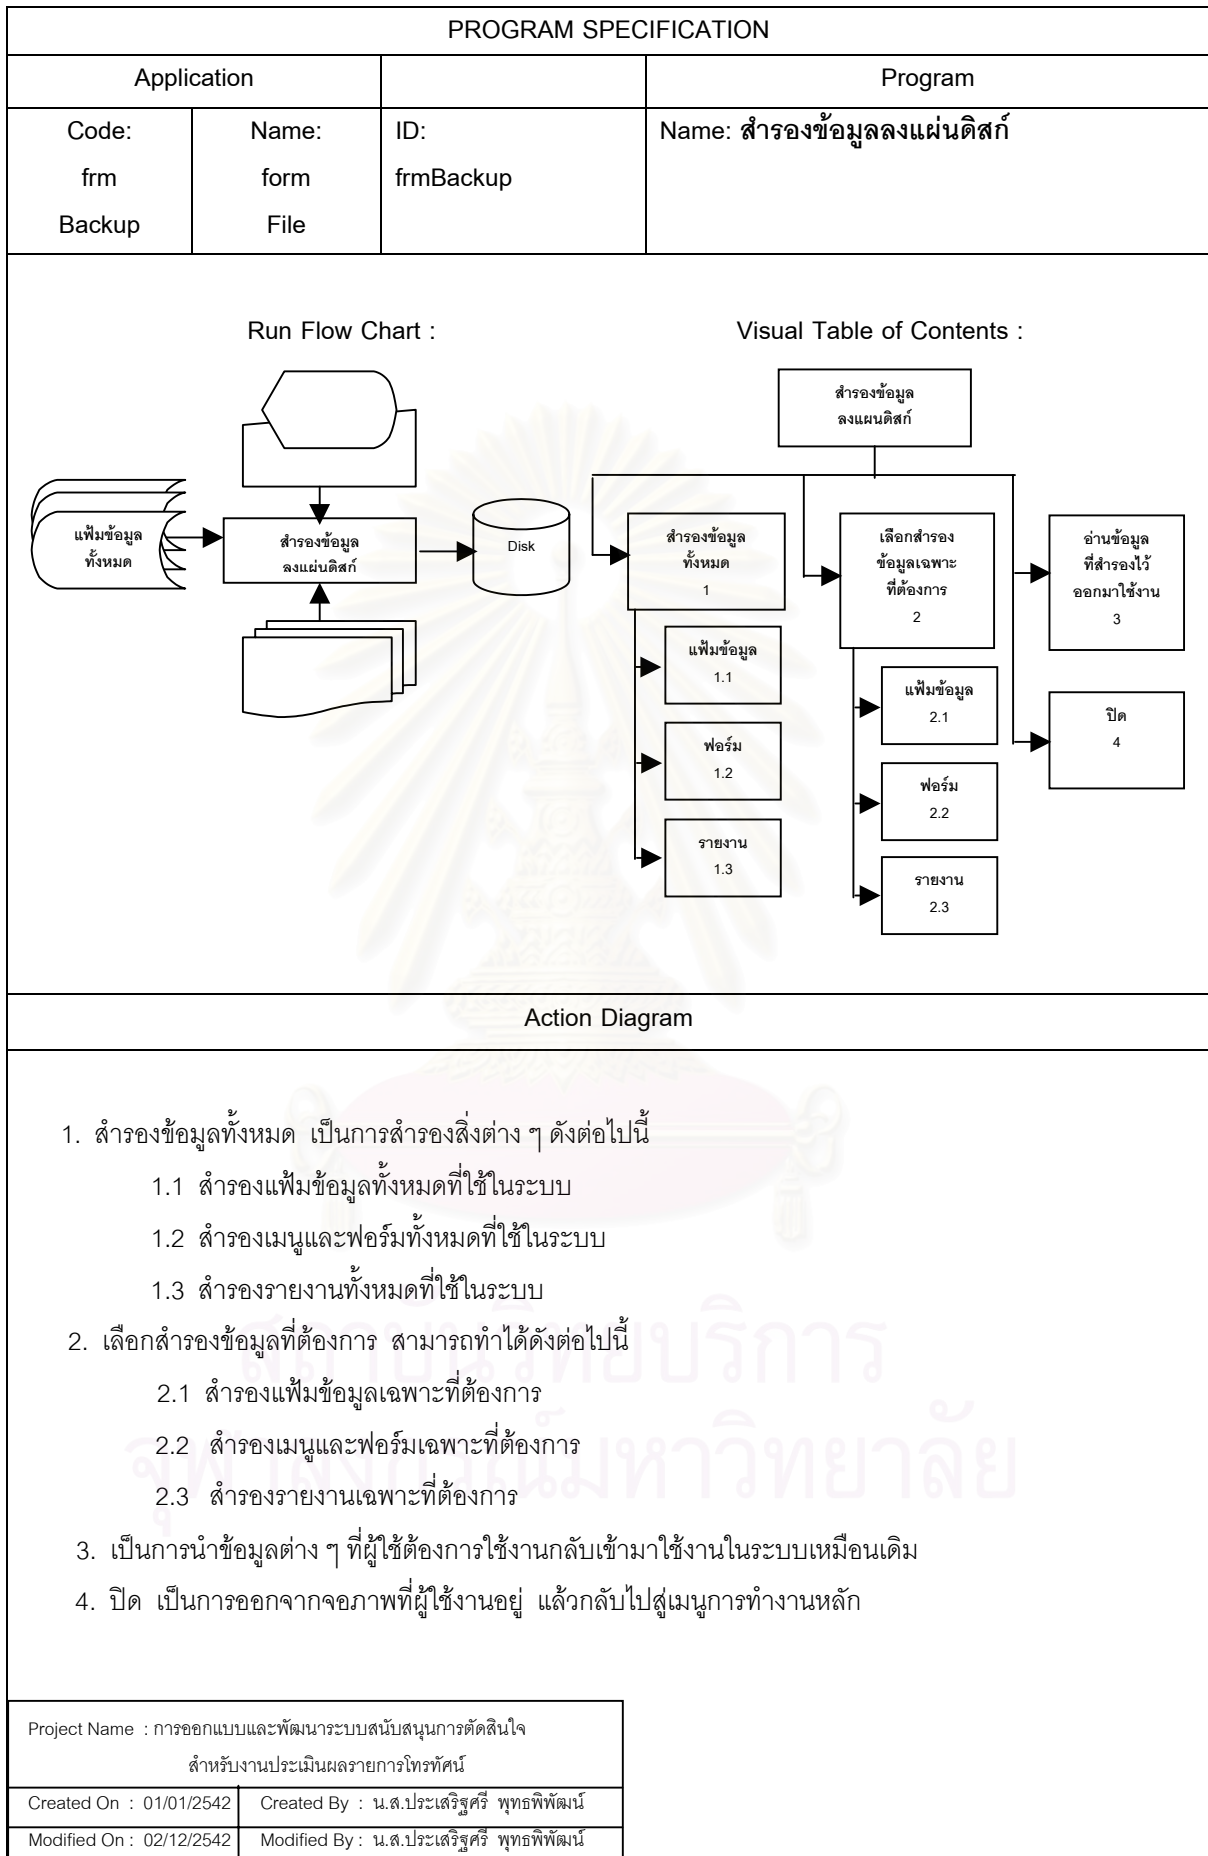 PROGRAM SPECIFICATION
Application
Program
Code:
frm
Backup
Name:
form
File
ID:
frmBackup
Name: สำรองข้อมูลลงแผ่นดิสก์
Run Flow Chart :
แฟ้มข้อมูล
ทั้งหมด
สำรองข้อมูล
ลงแผ่นดิสก์
Disk
Visual Table of Contents :
สำรองข้อมูล
ลงแผนดิสก์
สำรองข้อมูล
ทั้งหมด
1
แฟ้มข้อมูล
1.1
ฟอร์ม
1.2
รายงาน
1.3
เลือกสำรอง
ข้อมูลเฉพาะ
ที่ต้องการ
2
แฟ้มข้อมูล
2.1
ฟอร์ม
2.2
รายงาน
2.3
อ่านข้อมูล
ที่สำรองไว้
ออกมาใช้งาน
3
ปิด
4
Action Diagram
1. สำรองข้อมูลทั้งหมด เป็นการสำรองสิ่งต่าง ๆ ดังต่อไปนี้
1.1 สำรองแฟ้มข้อมูลทั้งหมดที่ใช้ในระบบ
1.2 สำรองเมนูและฟอร์มทั้งหมดที่ใช้ในระบบ
1.3 สำรองรายงานทั้งหมดที่ใช้ในระบบ
2. เลือกสำรองข้อมูลที่ต้องการ สามารถทำได้ดังต่อไปนี้
2.1 สำรองแฟ้มข้อมูลเฉพาะที่ต้องการ
2.2 สำรองเมนูและฟอร์มเฉพาะที่ต้องการ
2.3 สำรองรายงานเฉพาะที่ต้องการ
3. เป็นการนำข้อมูลต่าง ๆ ที่ผู้ใช้ต้องการใช้งานกลับเข้ามาใช้งานในระบบเหมือนเดิม
4. ปิด เป็นการออกจากจอภาพที่ผู้ใช้งานอยู่ แล้วกลับไปสู่เมนูการทำงานหลัก
สถาบันวิทยบริการ
จุฬาลงกรณ์มหาวิทยาลัย
Project Name : การออกแบบและพัฒนาระบบสนับสนุนการตัดสินใจ
สำหรับงานประเมินผลรายการโทรทัศน์
Created On : 01/01/2542 Created By : น.ส.ประเสริฐศรี พุทธพิพัฒน์
Modified On : 02/12/2542 Modified By : น.ส.ประเสริฐศรี พุทธพิพัฒน์